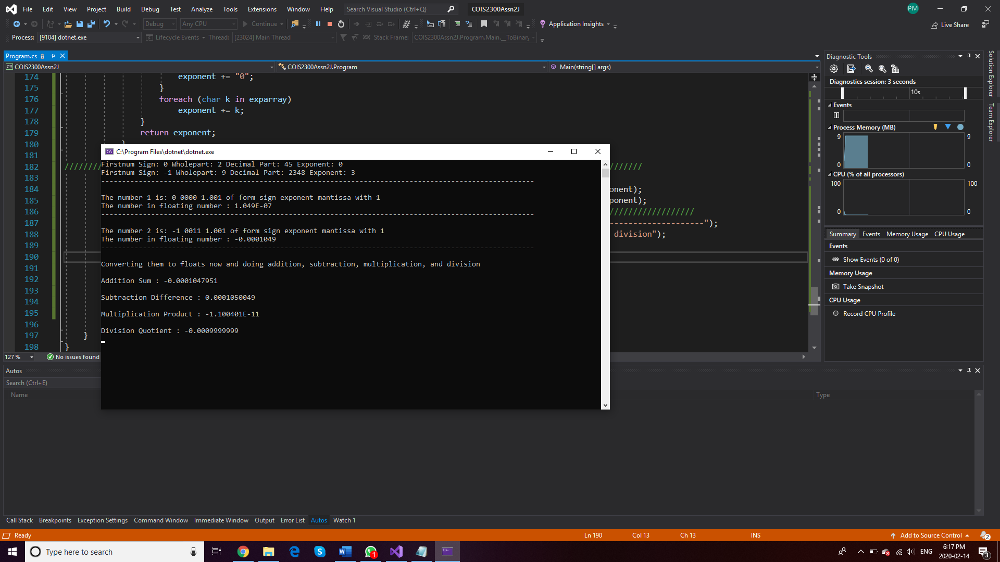 File Edit View Project Build Debug Test Analyze Tools Extensions Window Help Search Visual Studio (Ctrl+Q) COIS2300Assn2J PM
Debug Any CPU Continue Application Insights Live Share
Process: [9104] dotnet.exe Lifecycle Events Thread: [23024] Main Thread Stack Frame: COIS2300Assn2J.Program.Main.__ToBinary
Program.cs
COIS2300Assn2J COIS2300Assn2J.Program Main(string[] args)
174 exponent += "0";
175 }
176 foreach (char k in exparray)
177 exponent += k;
178 }
179 return exponent;
180
181
182 ///////// ///////
183
184 onent);
185 ponent);
186 //////////////////
187 --------------------");
188 division");
189
190
191
192
193
194
195
196
197 }
198 }
127 % No issues found
C:\Program Files\dotnet\dotnet.exe
Firstnum Sign: 0 Wholepart: 2 Decimal Part: 45 Exponent: 0
Firstnum Sign: -1 Wholepart: 9 Decimal Part: 2348 Exponent: 3
--------------------------------------------------------------------------------------------------------
The number 1 is: 0 0000 1.001 of form sign exponent mantissa with 1
The number in floating number : 1.049E-07
--------------------------------------------------------------------------------------------------------
The number 2 is: -1 0011 1.001 of form sign exponent mantissa with 1
The number in floating number : -0.0001049
--------------------------------------------------------------------------------------------------------
Converting them to floats now and doing addition, subtraction, multiplication, and division
Addition Sum : -0.0001047951
Subtraction Difference : 0.0001050049
Multiplication Product : -1.100401E-11
Division Quotient : -0.0009999999
Diagnostic Tools
Diagnostics session: 3 seconds
10s
Events
Process Memory (MB)
9 9
0 0
CPU (% of all processors)
100 100
0 0
Summary Events Memory Usage CPU Usage
Events
Show Events (0 of 0)
Memory Usage
Take Snapshot
CPU Usage
Record CPU Profile
Solution Explorer
Team Explorer
Autos
Search (Ctrl+E)
Name Type
Call Stack Breakpoints Exception Settings Command Window Immediate Window Output Error List Autos Watch 1
Ready Ln 190 Col 13 Ch 13 INS Add to Source Control 2
Type here to search 1 ENG 6:17 PM 2020-02-14 3